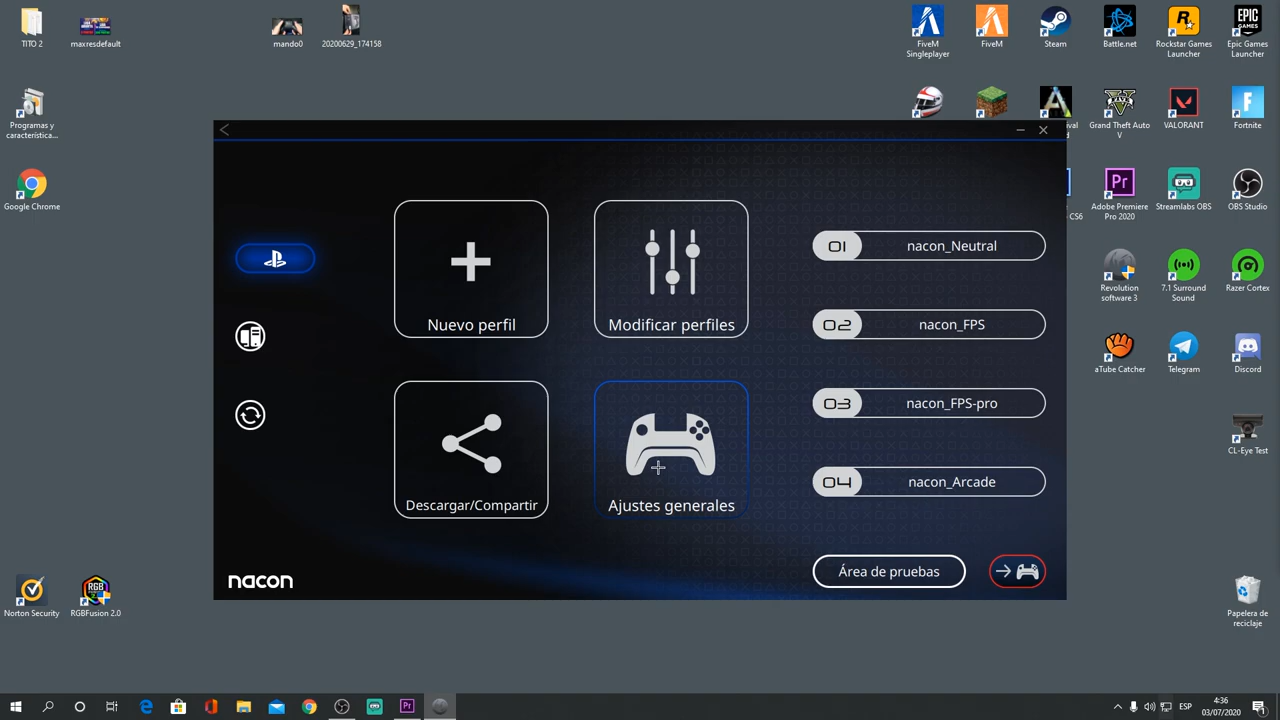 TITO 2
maxresdefault
mando0
20200629_174158
FiveM
Singleplayer
FiveM
Steam
Battle.net
Rockstar Games
Launcher
Epic Games
Launcher
Programas y
característica...
val
Grand Theft Auto
V
VALORANT
Fortnite
Google Chrome
CS6
Adobe Premiere
Pro 2020
Streamlabs OBS
OBS Studio
Nuevo perfil
Modificar perfiles
01 nacon_Neutral
02 nacon_FPS
03 nacon_FPS-pro
04 nacon_Arcade
Descargar/Compartir
Ajustes generales
Área de pruebas
nacon
Revolution
software 3
7.1 Surround
Sound
Razer Cortex
aTube Catcher
Telegram
Discord
CL-Eye Test
Norton Security
RGB
FUSION
RGBFusion 2.0
Papelera de
reciclaje
ESP
4:36
03/07/2020